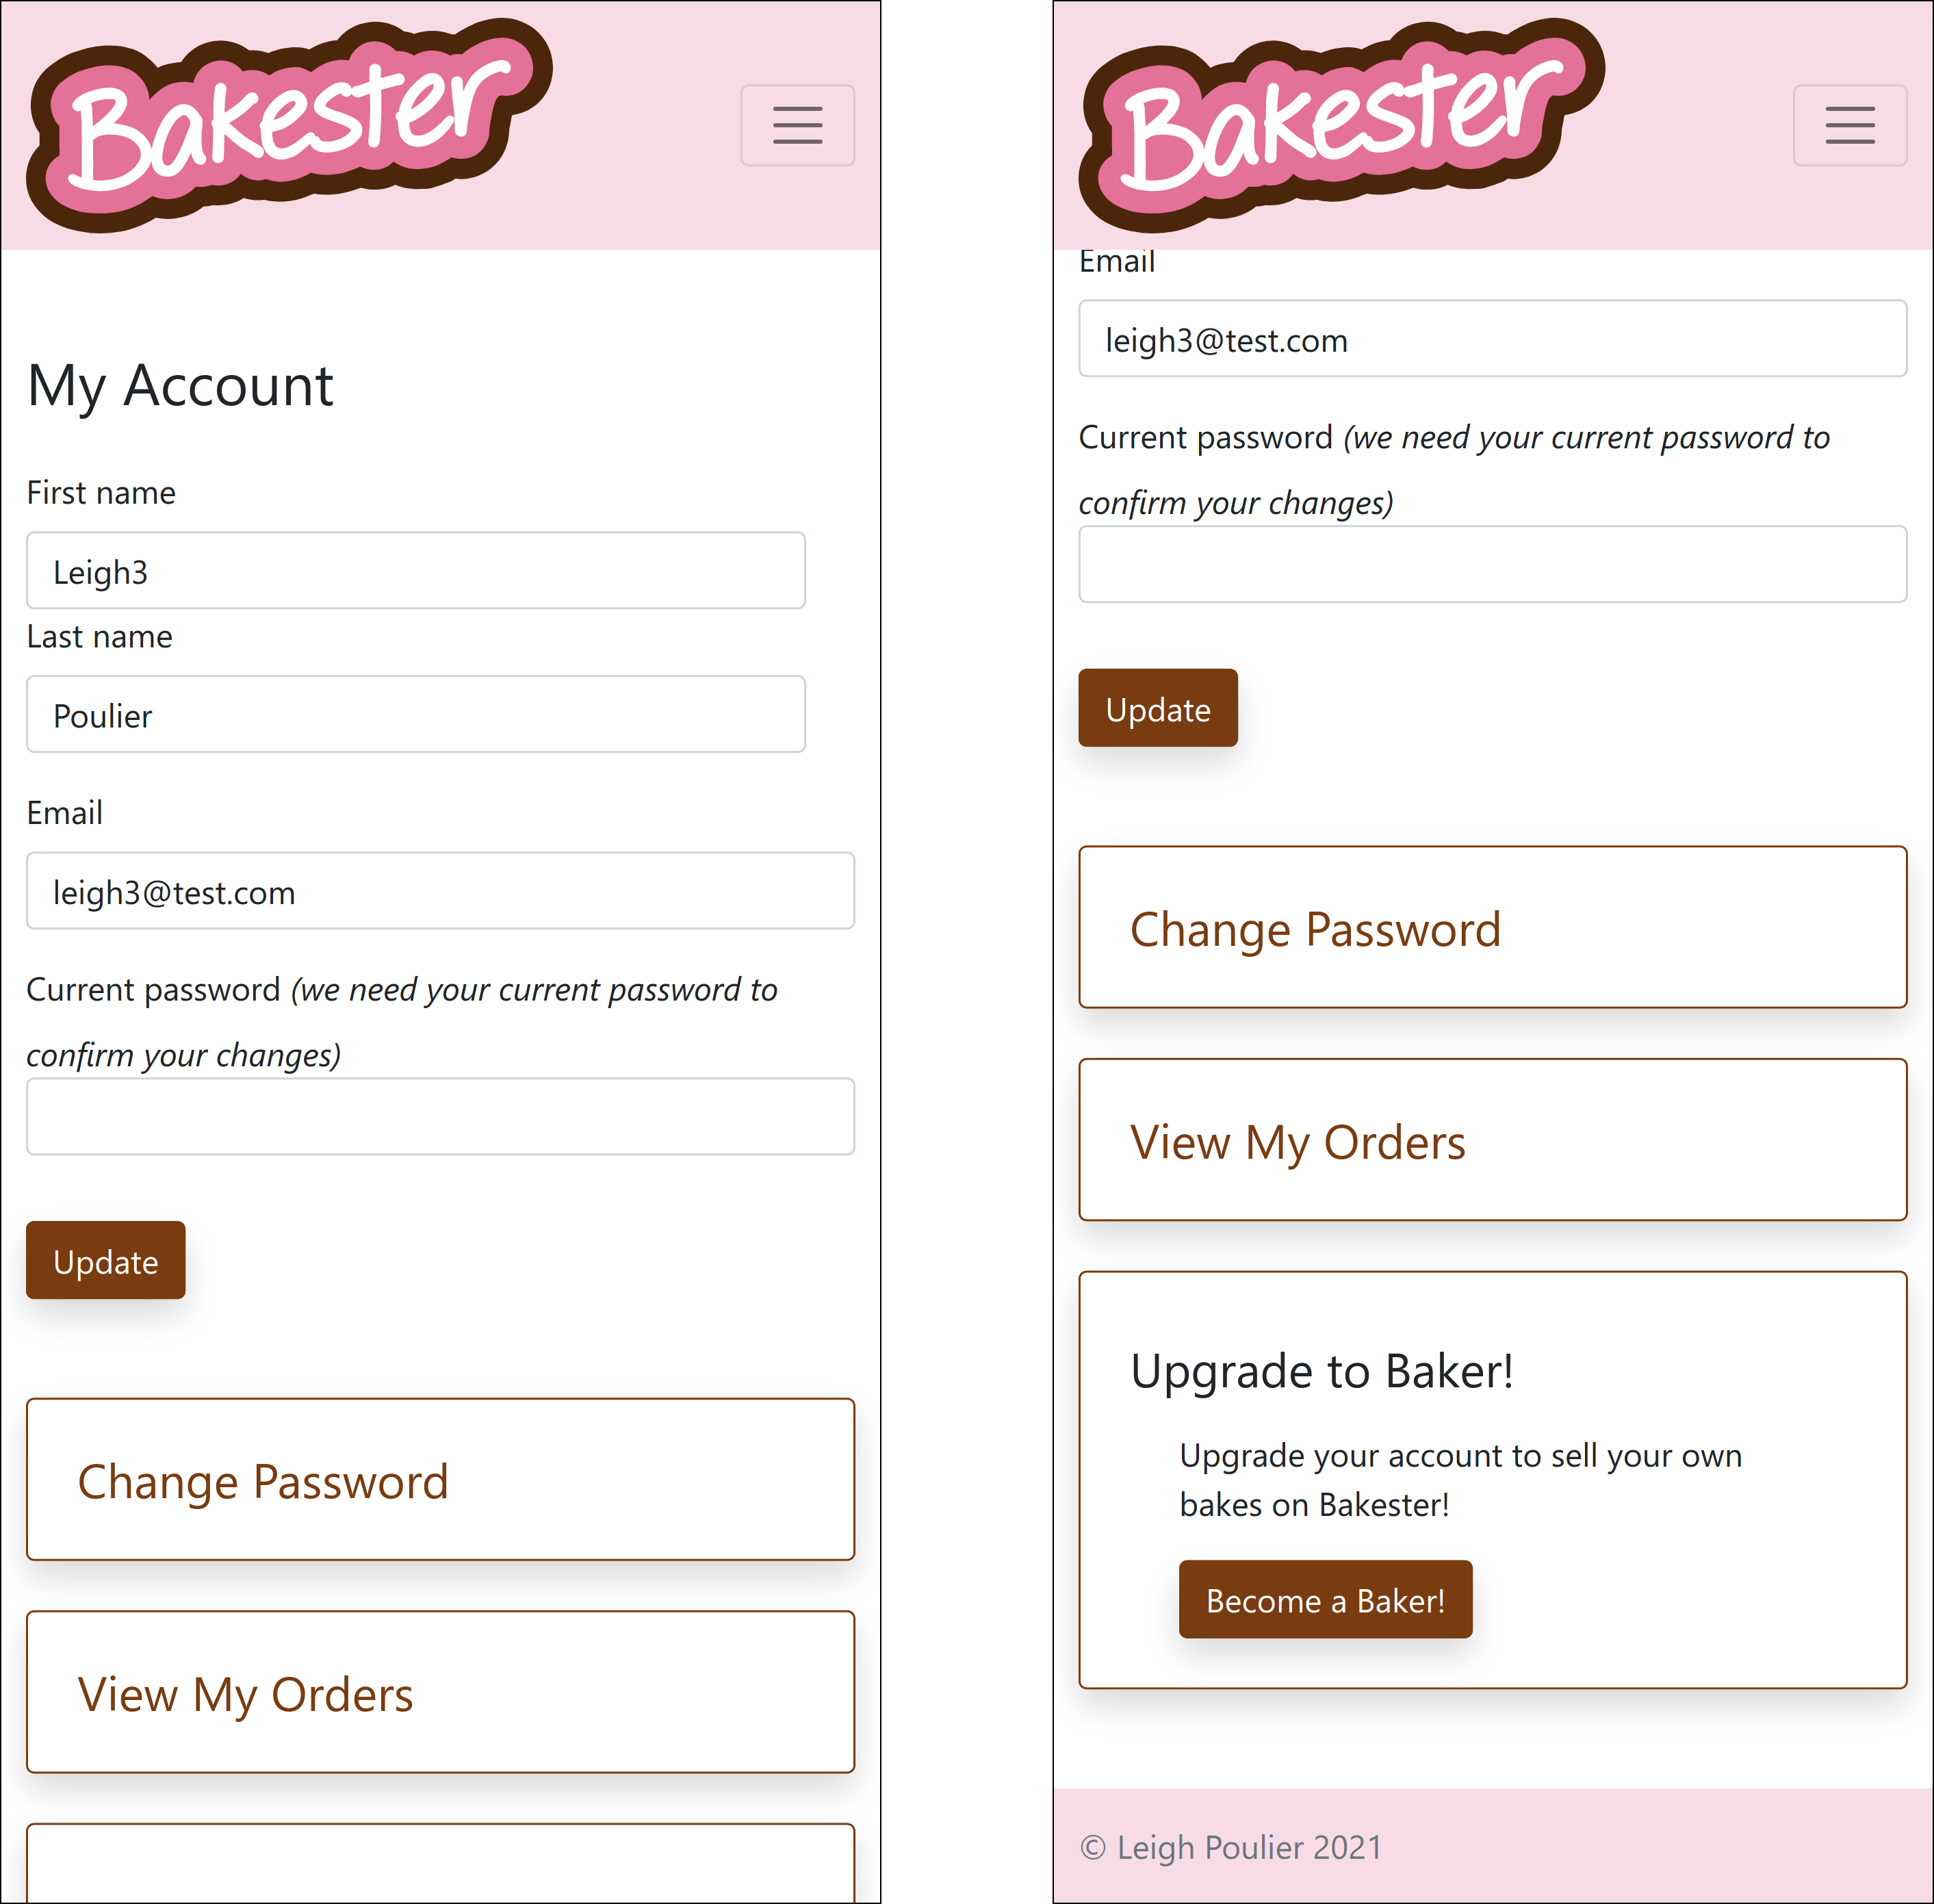 Bakester
My Account
First name
Leigh3
Last name
Poulier
Email
leigh3@test.com
Current password (we need your current password to
confirm your changes)
Update
Change Password
View My Orders
Bakester
Email
leigh3@test.com
Current password (we need your current password to
confirm your changes)
Update
Change Password
View My Orders
Upgrade to Baker!
Upgrade your account to sell your own
bakes on Bakester!
Become a Baker!
© Leigh Poulier 2021